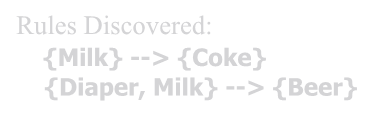 Rules Discovered:
{Milk} --> {Coke}
{Diaper, Milk} --> {Beer}